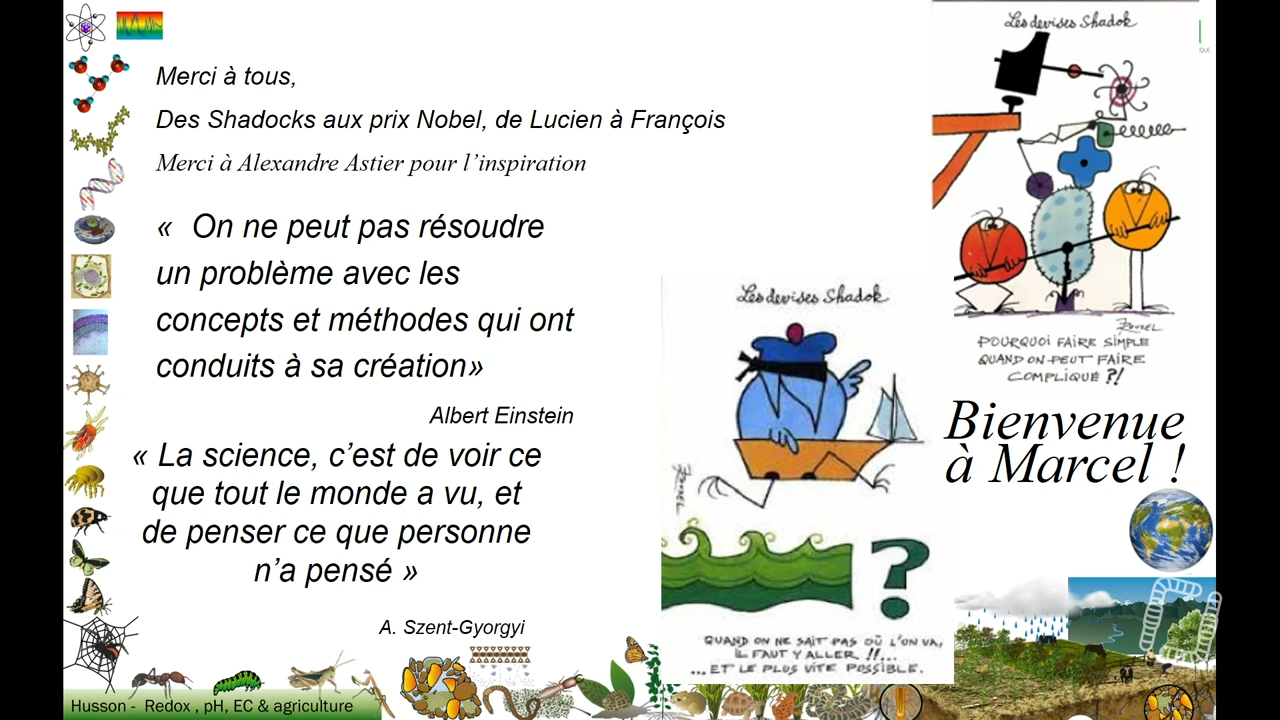 Merci à tous,
Des Shadocks aux prix Nobel, de Lucien à François
Merci à Alexandre Astier pour l’inspiration
« On ne peut pas résoudre
un problème avec les
concepts et méthodes qui ont
conduits à sa création»
Albert Einstein
« La science, c’est de voir ce
que tout le monde a vu, et
de penser ce que personne
n’a pensé »
A. Szent-Gyorgyi
Husson - Redox , pH, EC & agriculture
Les devises Shadok
Rouxel
QUAND ON NE SAIT PAS OÙ L'ON VA,
IL FAUT Y ALLER !!...
...ET LE PLUS VITE POSSIBLE.
Les devises Shadok
Rouxel
POURQUOI FAIRE SIMPLE
QUAND ON PEUT FAIRE
COMPLIQUÉ ?!
Bienvenue
à Marcel !